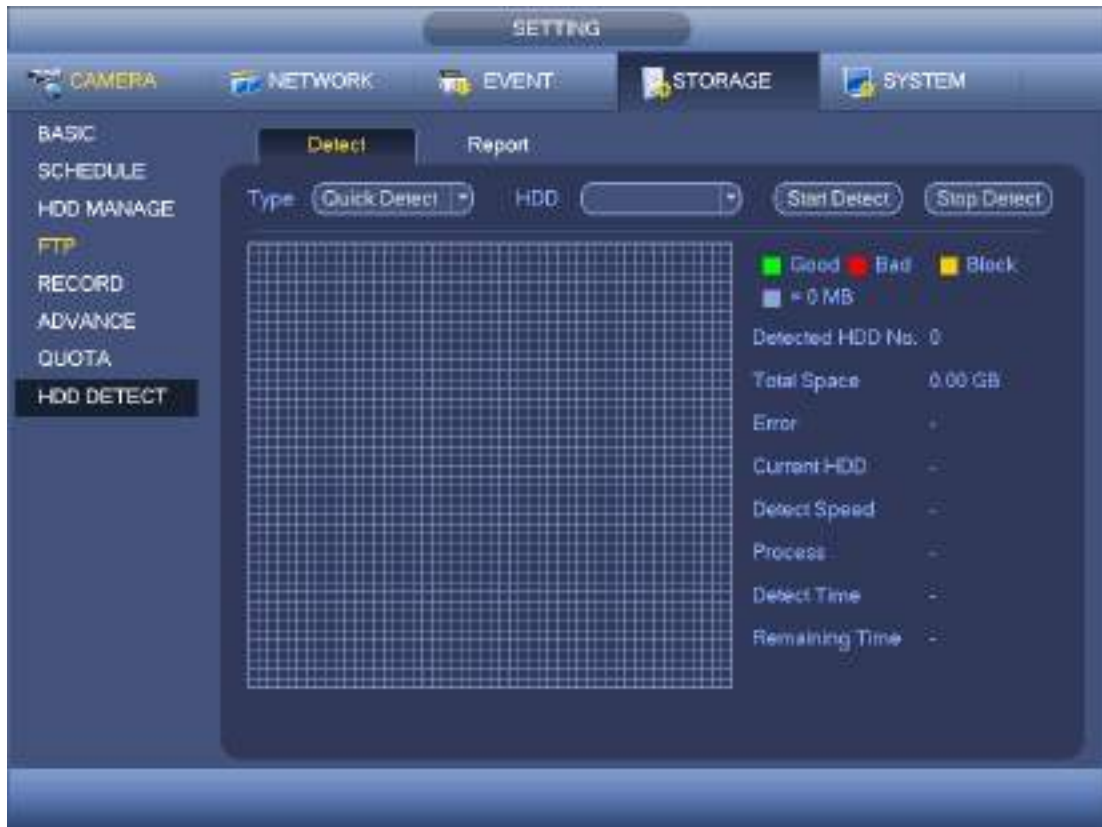 SETTING
CAMERA NETWORK EVENT STORAGE SYSTEM
BASIC
SCHEDULE
HDD MANAGE
FTP
RECORD
ADVANCE
QUOTA
HDD DETECT
Detect Report
Type Quick Detect HDD Start Detect Stop Detect
Good Bad Block
= 0 MB
Detected HDD No. 0
Total Space 0.00 GB
Error -
Current HDD -
Detect Speed -
Process -
Detect Time -
Remaining Time -